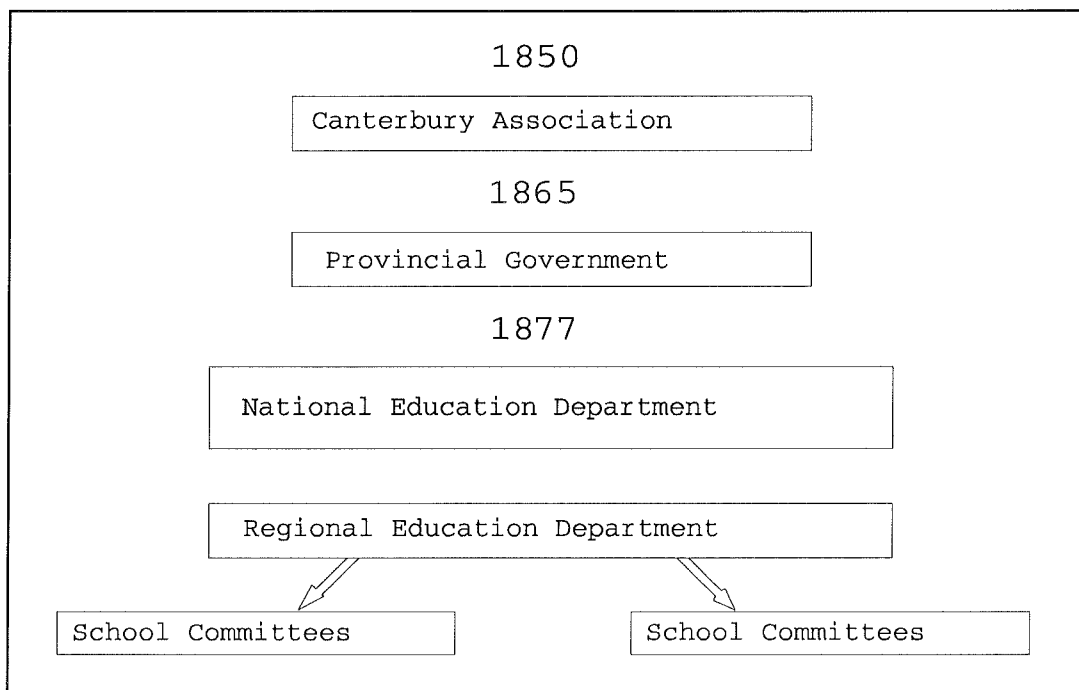 1850
Canterbury Association
1865
Provincial Government
1877
National Education Department
Regional Education Department
School Committees
School Committees